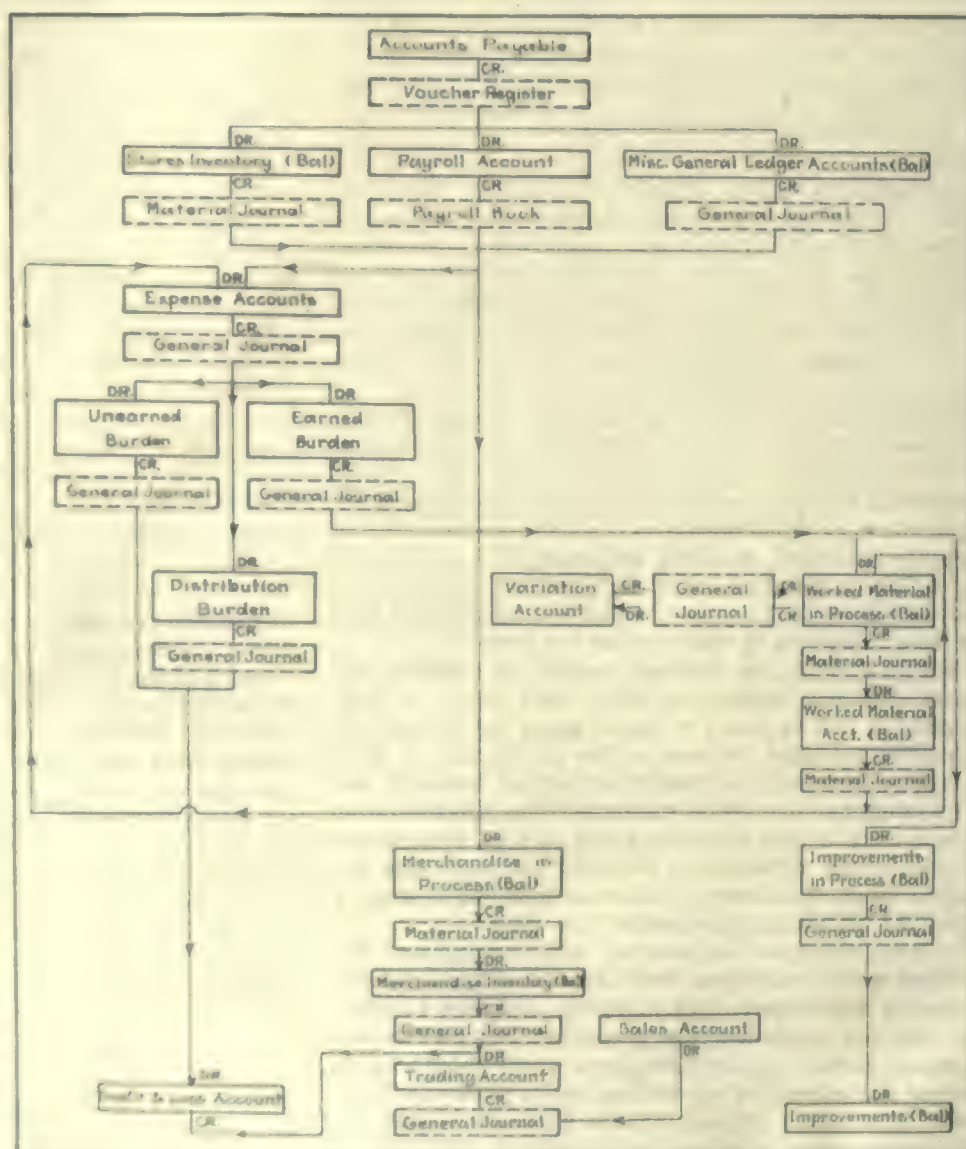 Accounts Payable
CR.
Voucher Register
DR.
DR.
DR.
Stores Inventory (Bal)
Payroll Account
Misc. General Ledger Accounts (Bal)
CR
CR
CR
Material Journal
Payroll Book
General Journal
DR.
Expense Accounts
CR.
General Journal
DR.
DR
Unearned
Burden
Earned
Burden
CR.
CR.
General Journal
General Journal
DR
Distribution
Burden
CR
General Journal
DR
Variation
Account
CR.
DR.
General
Journal
CR.
Worked Material
in Process (Bal)
CR
Material Journal
DR.
Worked Material
Acct. (Bal)
CR.
Material Journal
DR
Merchandise in
Process (Bal)
CR
Material Journal
DR.
Merchandise Inventory (Bal)
General Journal
DR
Trading Account
CR
General Journal
Sales Account
DR
DR.
Improvements
in Process (Bal)
CR
General Journal
DR
Improvements (Bal)
DR
Account
CR.